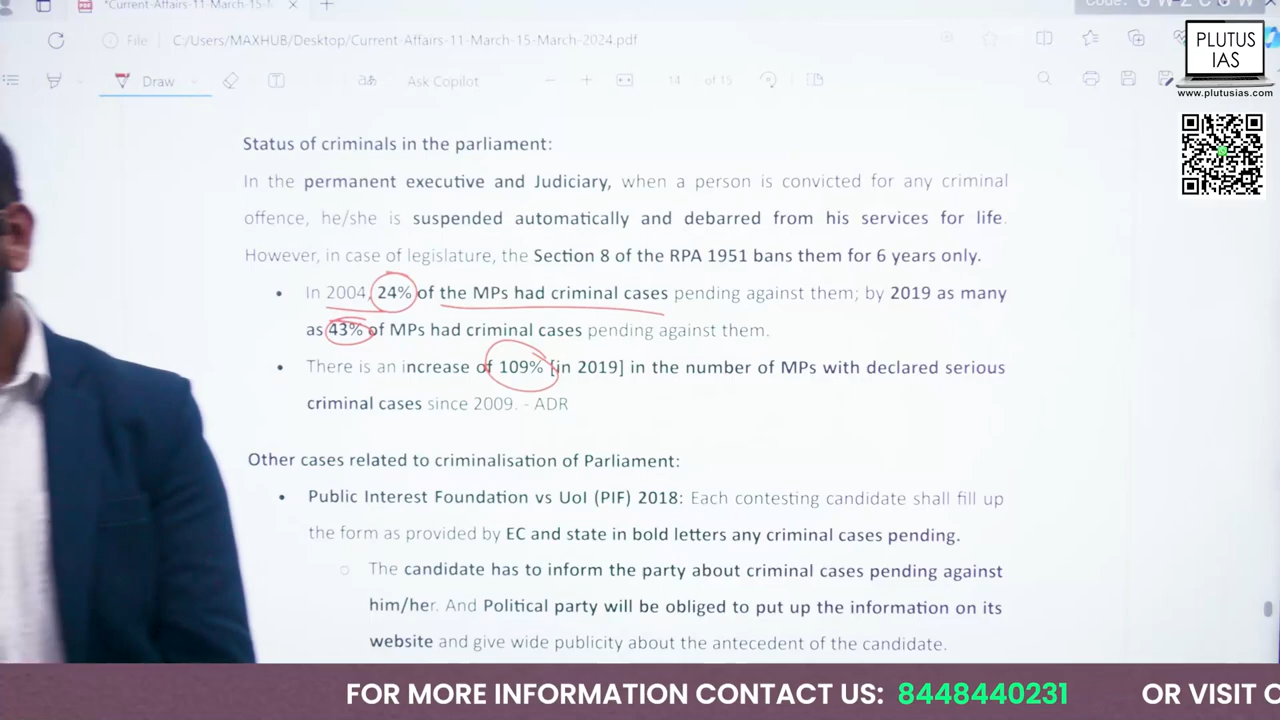 *Current-Affairs-11-March-15-M
Code:
File C:/Users/MAXHUB/Desktop/Current-Affairs-11-March-15-March-2024.pdf
Draw Ask Copilot 14 of 15
PLUTUS
IAS
www.plutusias.com
Status of criminals in the parliament:
In the permanent executive and Judiciary, when a person is convicted for any criminal
offence, he/she is suspended automatically and debarred from his services for life.
However, in case of legislature, the Section 8 of the RPA 1951 bans them for 6 years only.
• In 2004, 24% of the MPs had criminal cases pending against them; by 2019 as many
as 43% of MPs had criminal cases pending against them.
• There is an increase of 109% [in 2019] in the number of MPs with declared serious
criminal cases since 2009. - ADR
Other cases related to criminalisation of Parliament:
• Public Interest Foundation vs UoI (PIF) 2018: Each contesting candidate shall fill up
the form as provided by EC and state in bold letters any criminal cases pending.
o The candidate has to inform the party about criminal cases pending against
him/her. And Political party will be obliged to put up the information on its
website and give wide publicity about the antecedent of the candidate.
FOR MORE INFORMATION CONTACT US: 8448440231 OR VISIT